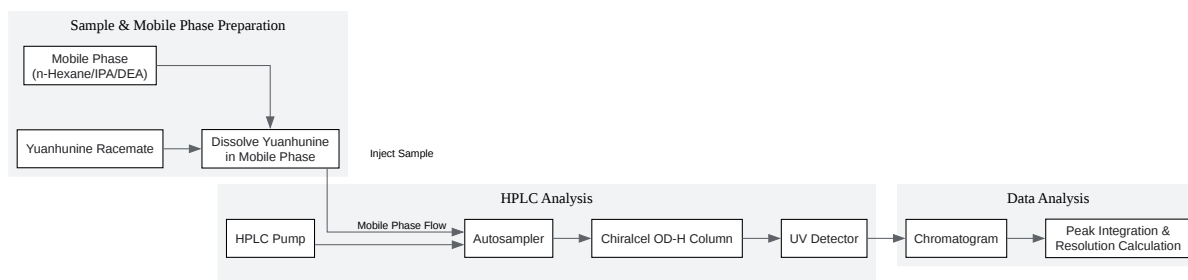 Sample & Mobile Phase Preparation
Mobile Phase
(n-Hexane/IPA/DEA)
Yuanhunine Racemate
Dissolve Yuanhunine
in Mobile Phase
Inject Sample
HPLC Analysis
HPLC Pump
Mobile Phase Flow
Autosampler
Chiralcel OD-H Column
UV Detector
Data Analysis
Chromatogram
Peak Integration &
Resolution Calculation